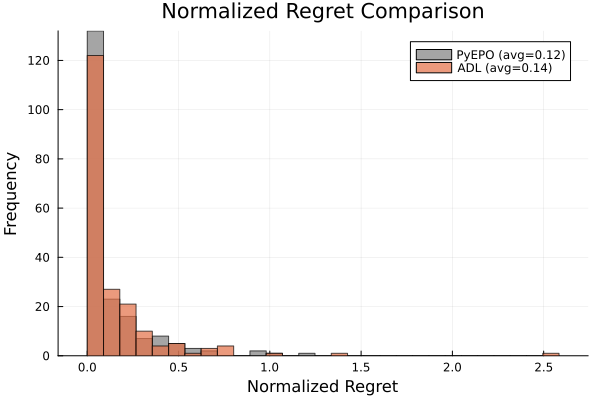 Normalized Regret Comparison
PyEPO (avg=0.12)
ADL (avg=0.14)
Frequency
120
100
80
60
40
20
0
0.0 0.5 1.0 1.5 2.0 2.5
Normalized Regret